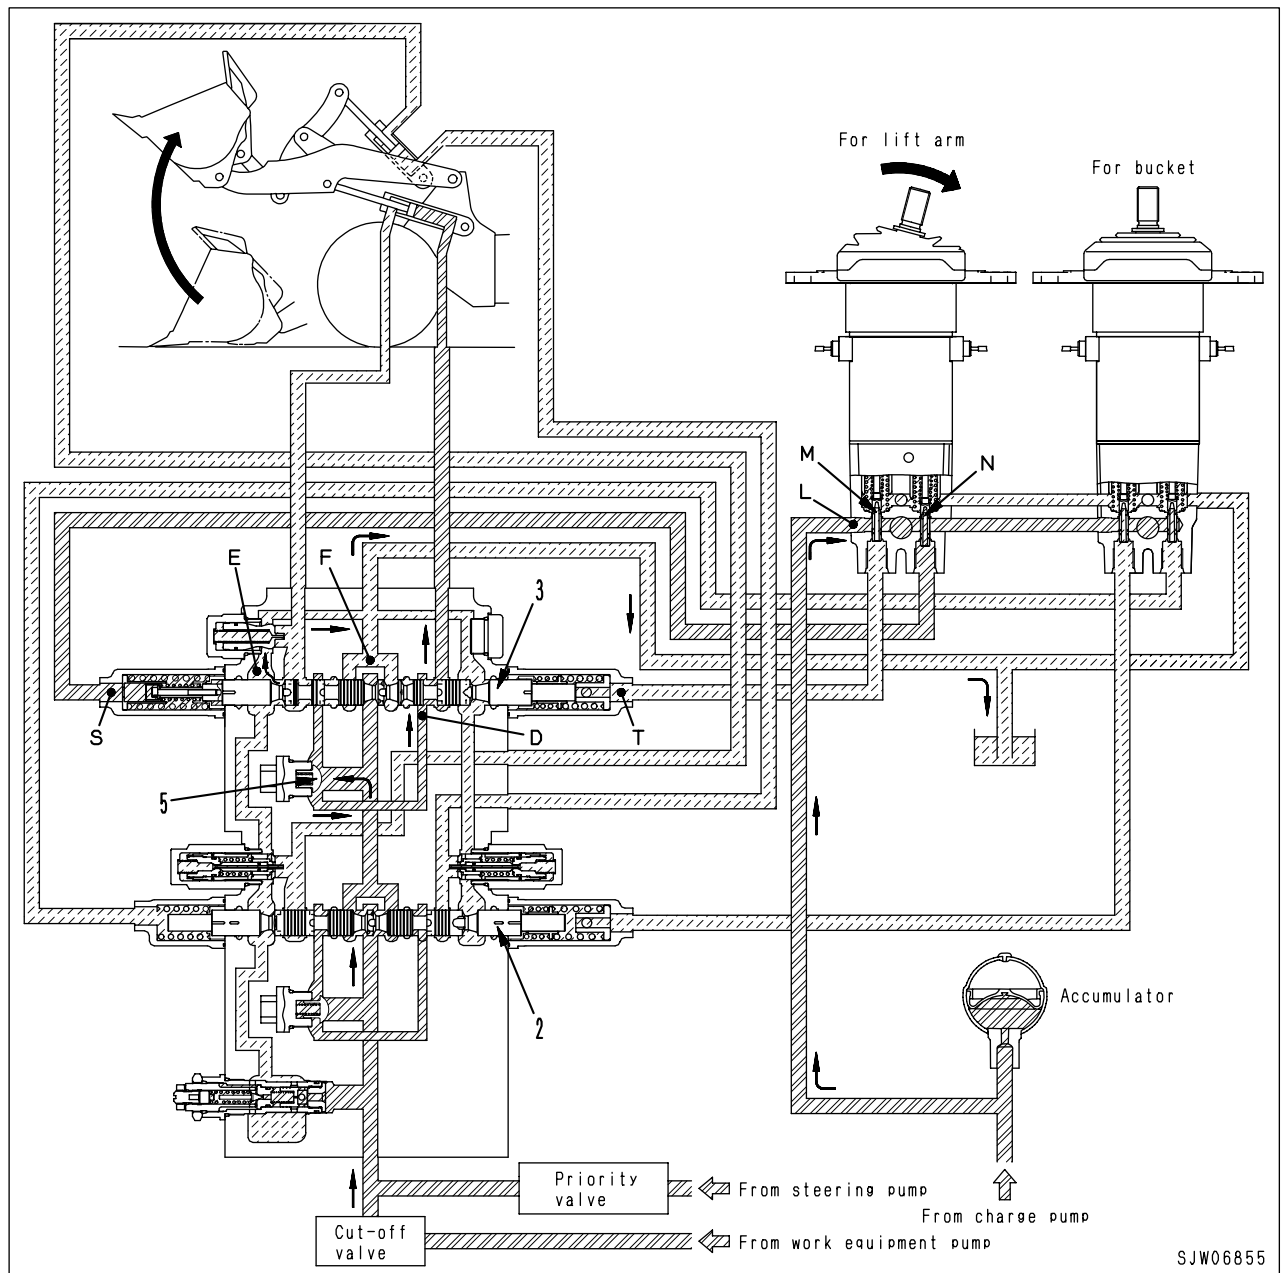 For lift arm
For bucket
M
L
N
E
F
3
S
D
T
5
2
Accumulator
Priority
valve
From steering pump
From charge pump
Cut-off
valve
From work equipment pump
SJW06855